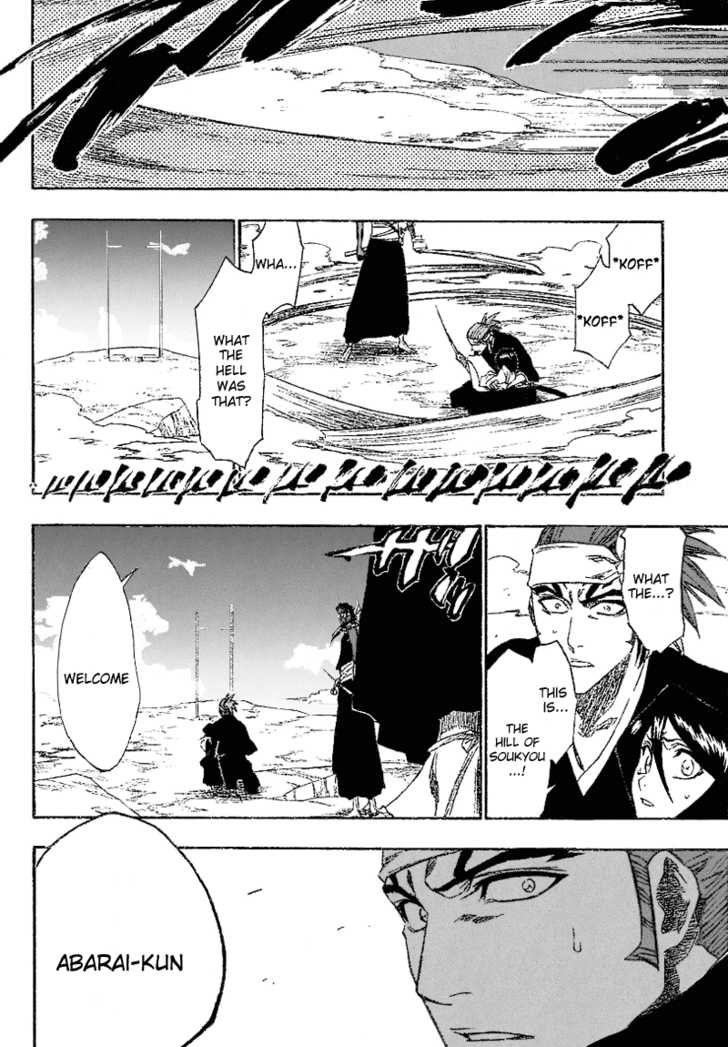 *KOFF*
*KOFF*
WHA...
WHAT
THE
HELL
WAS
THAT?
WHAT
THE...?
THIS
IS...
THE
HILL OF
SOUKYOU
...!
WELCOME
ABARAI-KUN